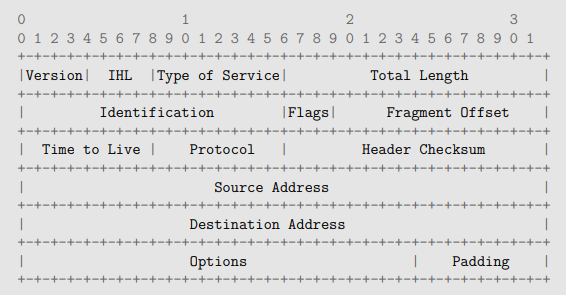 0                   1                   2                   3
0 1 2 3 4 5 6 7 8 9 0 1 2 3 4 5 6 7 8 9 0 1 2 3 4 5 6 7 8 9 0 1
+-+-+-+-+-+-+-+-+-+-+-+-+-+-+-+-+-+-+-+-+-+-+-+-+-+-+-+-+-+-+-+-+
|Version|  IHL  |Type of Service|          Total Length         |
+-+-+-+-+-+-+-+-+-+-+-+-+-+-+-+-+-+-+-+-+-+-+-+-+-+-+-+-+-+-+-+-+
|         Identification        |Flags|      Fragment Offset    |
+-+-+-+-+-+-+-+-+-+-+-+-+-+-+-+-+-+-+-+-+-+-+-+-+-+-+-+-+-+-+-+-+
|  Time to Live |    Protocol   |         Header Checksum       |
+-+-+-+-+-+-+-+-+-+-+-+-+-+-+-+-+-+-+-+-+-+-+-+-+-+-+-+-+-+-+-+-+
|                       Source Address                          |
+-+-+-+-+-+-+-+-+-+-+-+-+-+-+-+-+-+-+-+-+-+-+-+-+-+-+-+-+-+-+-+-+
|                    Destination Address                        |
+-+-+-+-+-+-+-+-+-+-+-+-+-+-+-+-+-+-+-+-+-+-+-+-+-+-+-+-+-+-+-+-+
|                    Options                    |    Padding    |
+-+-+-+-+-+-+-+-+-+-+-+-+-+-+-+-+-+-+-+-+-+-+-+-+-+-+-+-+-+-+-+-+